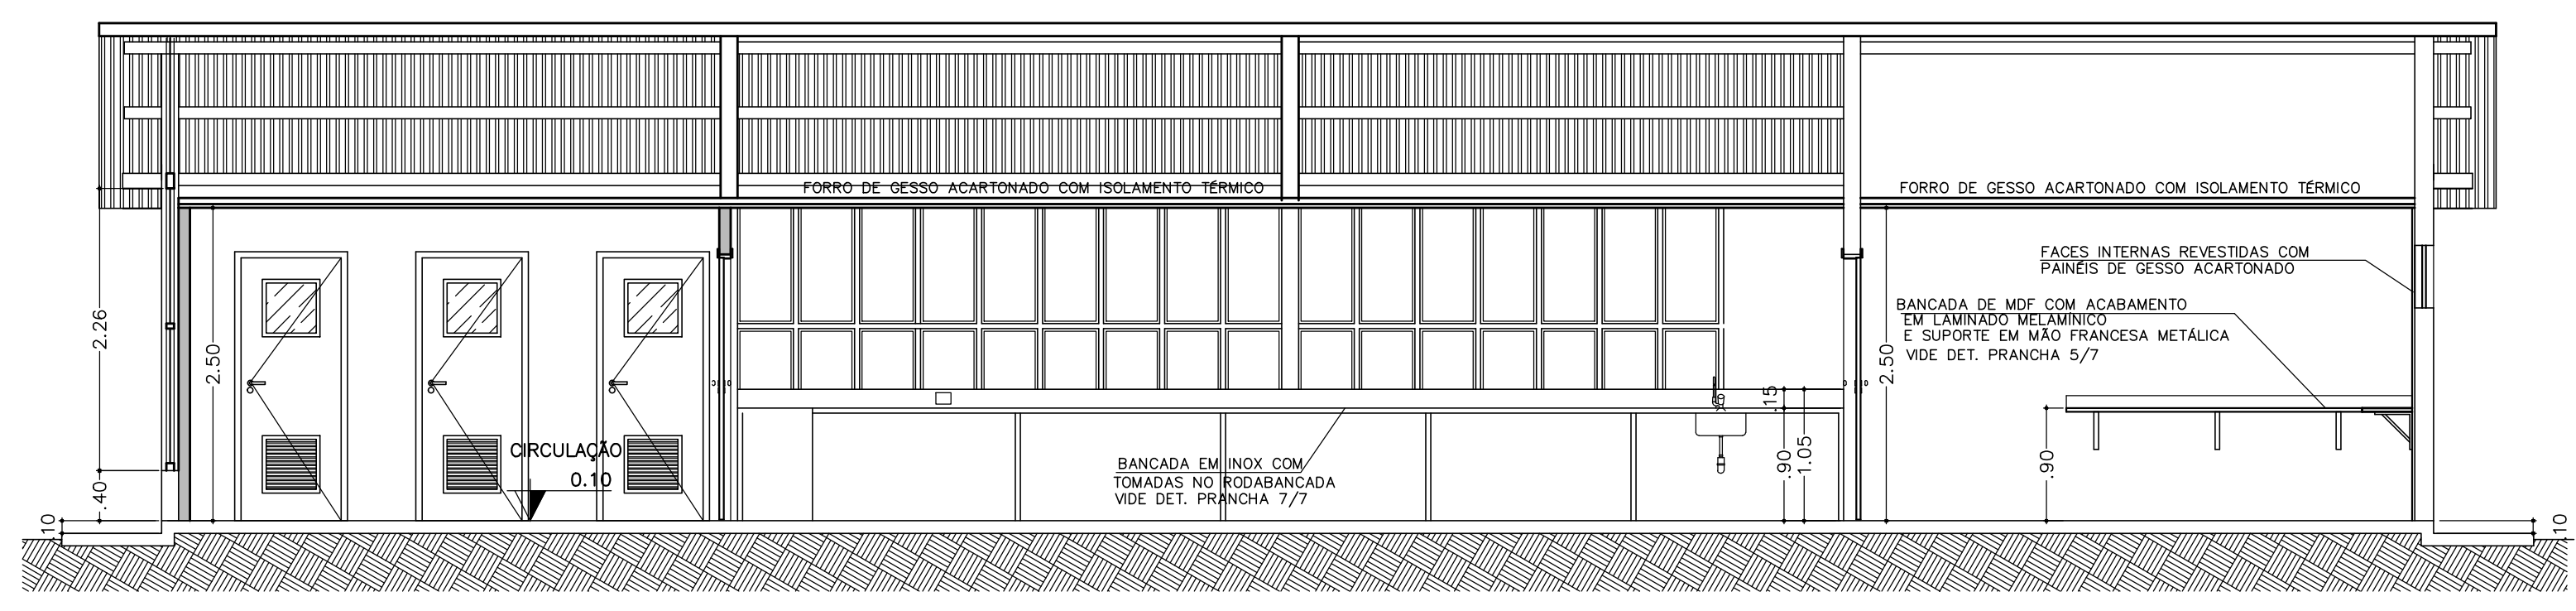 FORRO DE GESSO ACARTONADO COM ISOLAMENTO TÉRMICO
FORRO DE GESSO ACARTONADO COM ISOLAMENTO TÉRMICO
FACES INTERNAS REVESTIDAS COM
PAINÉIS DE GESSO ACARTONADO
BANCADA DE MDF COM ACABAMENTO
EM LAMINADO MELAMÍNICO
E SUPORTE EM MÃO FRANCESA METÁLICA
VIDE DET. PRANCHA 5/7
2.26
2.50
2.50
.15
CIRCULAÇÃO
0.10
BANCADA EM INOX COM
TOMADAS NO RODABANCADA
VIDE DET. PRANCHA 7/7
.90
1.05
.90
.40
.10
.10